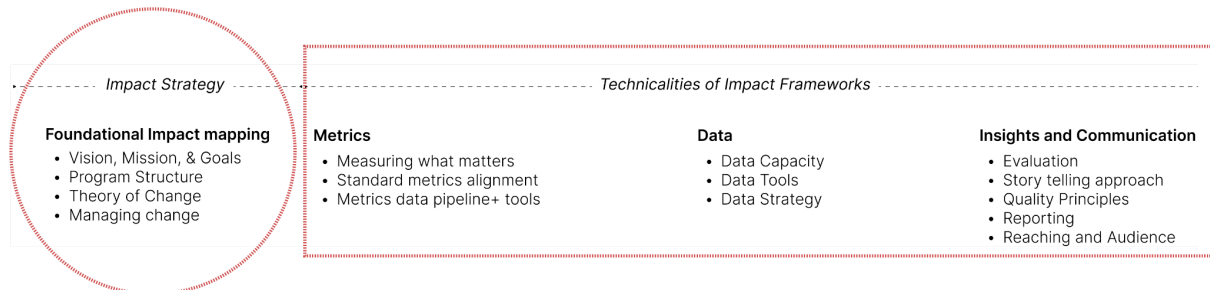 Impact Strategy
Technicalities of Impact Frameworks
Foundational Impact mapping
• Vision, Mission, & Goals
• Program Structure
• Theory of Change
• Managing change
Metrics
• Measuring what matters
• Standard metrics alignment
• Metrics data pipeline+ tools
Data
• Data Capacity
• Data Tools
• Data Strategy
Insights and Communication
• Evaluation
• Story telling approach
• Quality Principles
• Reporting
• Reaching and Audience